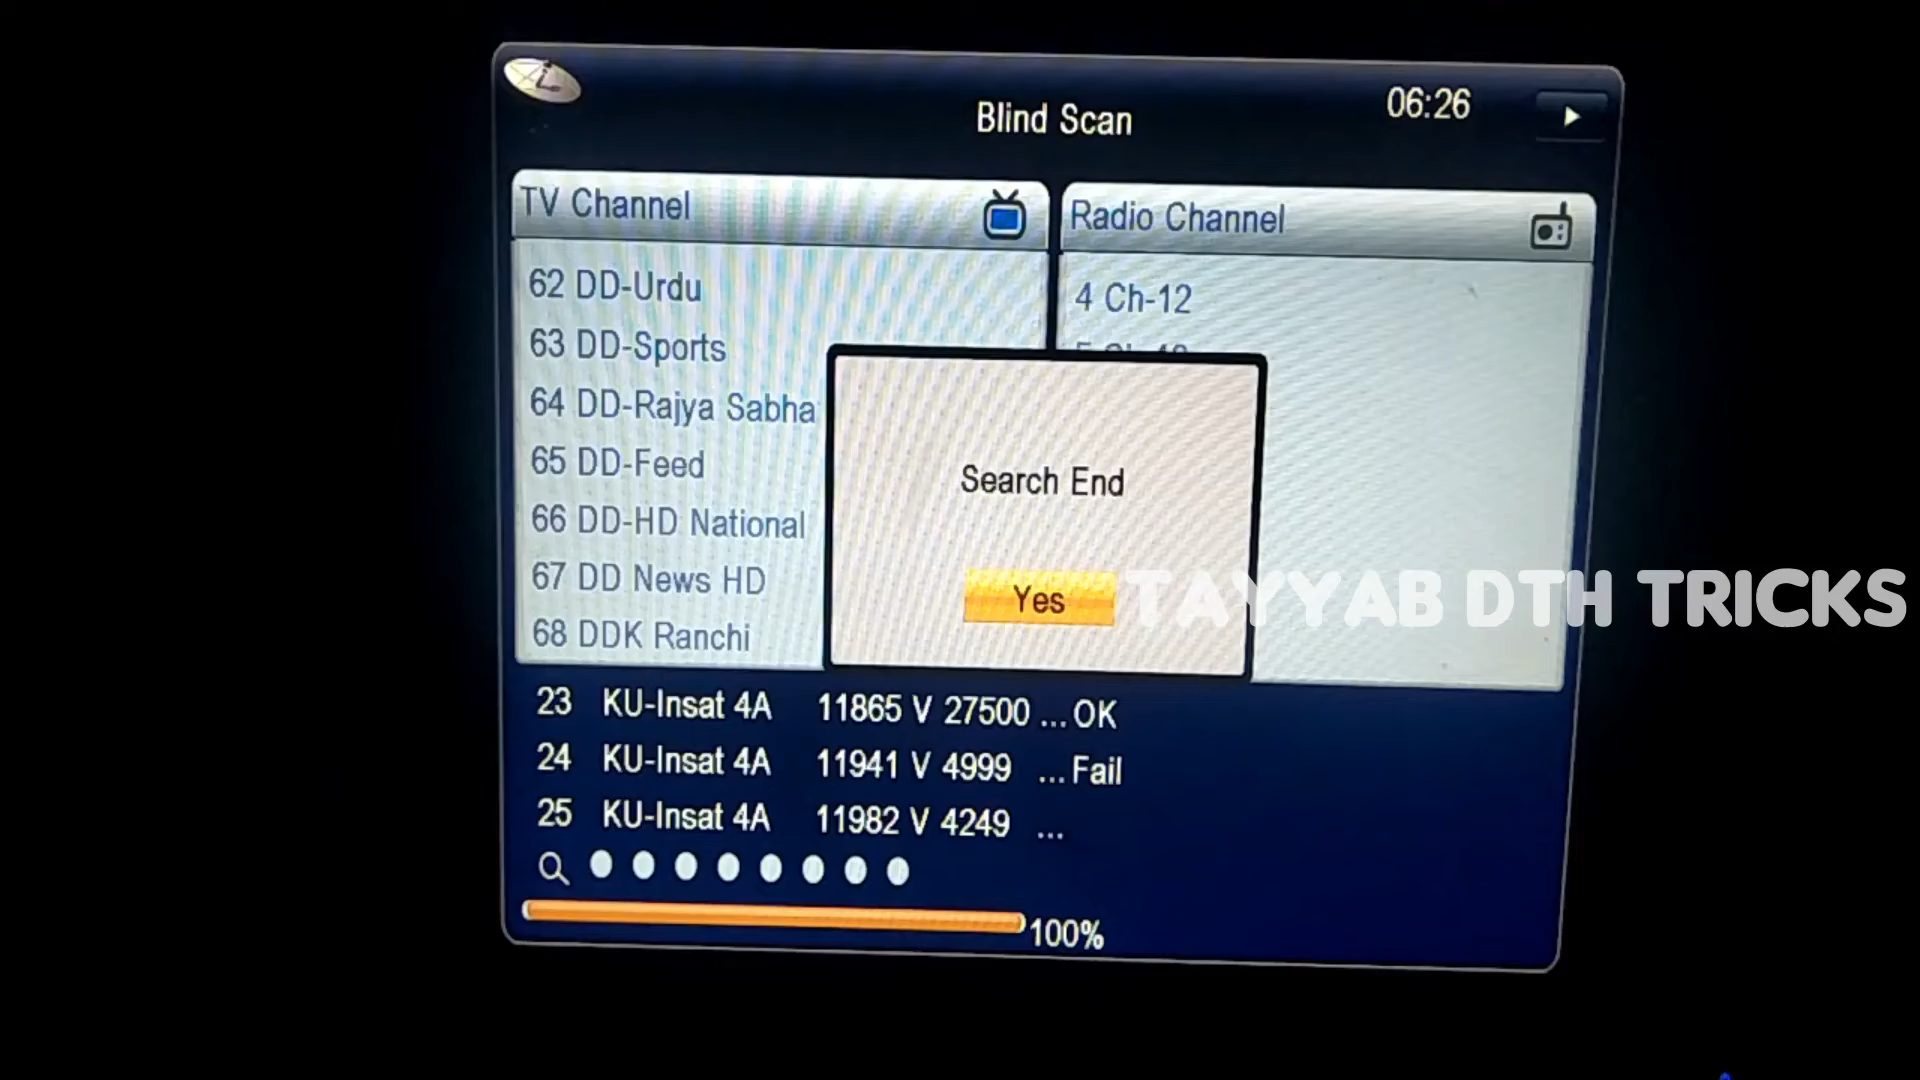 Blind Scan
06:26
TV Channel
Radio Channel
62 DD-Urdu
63 DD-Sports
64 DD-Rajya Sabha
65 DD-Feed
66 DD-HD National
67 DD News HD
68 DDK Ranchi
4 Ch-12
Search End
Yes
TAYYAB DTH TRICKS
23 KU-Insat 4A 11865 V 27500 ...OK
24 KU-Insat 4A 11941 V 4999 ...Fail
25 KU-Insat 4A 11982 V 4249 ...
100%